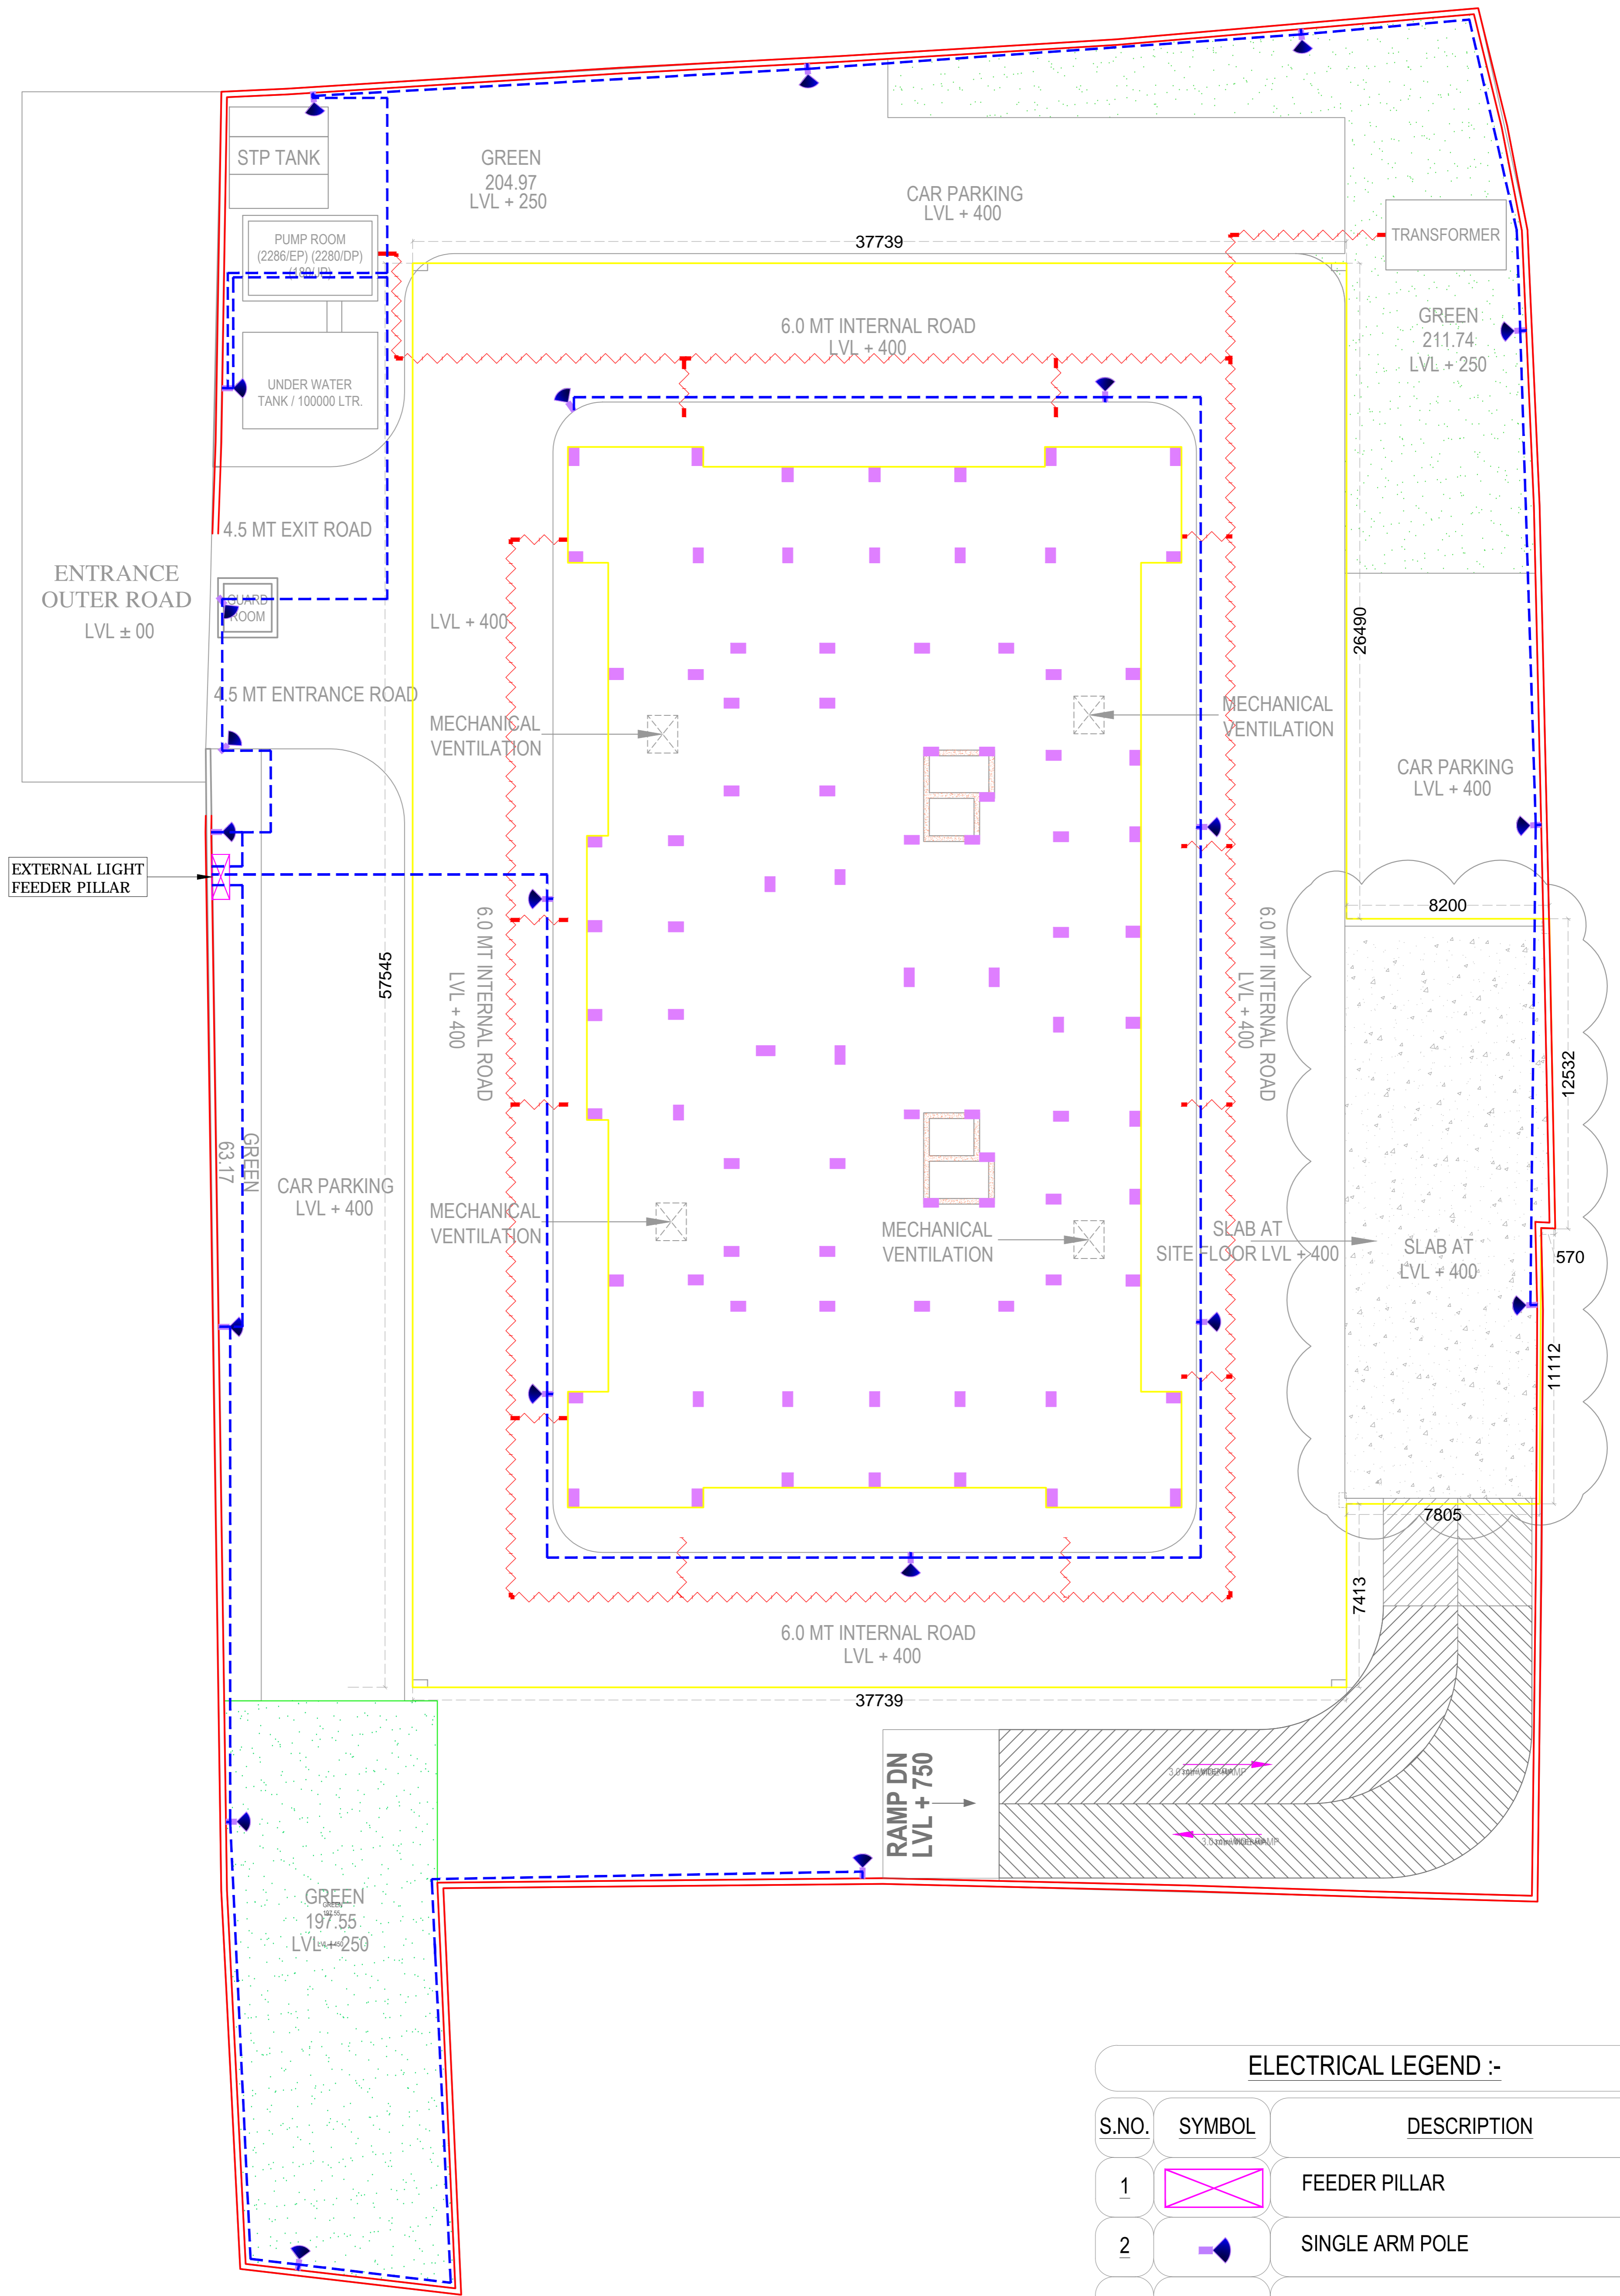 STP TANK
GREEN
204.97
LVL + 250
CAR PARKING
LVL + 400
PUMP ROOM
(2286/EP) (2280/DP)
37739
TRANSFORMER
6.0 MT INTERNAL ROAD
LVL + 400
GREEN
211.74
LVL + 250
UNDER WATER
TANK / 100000 LTR.
4.5 MT EXIT ROAD
ENTRANCE
OUTER ROAD
LVL ± 00
GUARD
ROOM
LVL + 400
26490
4.5 MT ENTRANCE ROAD
MECHANICAL
VENTILATION
MECHANICAL
VENTILATION
CAR PARKING
LVL + 400
EXTERNAL LIGHT
FEEDER PILLAR
8200
57545
6.0 MT INTERNAL ROAD
LVL + 400
6.0 MT INTERNAL ROAD
LVL + 400
12532
GREEN
63.17
CAR PARKING
LVL + 400
MECHANICAL
VENTILATION
MECHANICAL
VENTILATION
SLAB AT
SITE FLOOR LVL + 400
SLAB AT
LVL + 400
570
11112
7805
7413
6.0 MT INTERNAL ROAD
LVL + 400
37739
RAMP DN
LVL + 750
GREEN
197.55
LVL + 250
ELECTRICAL LEGEND :-
S.NO. SYMBOL DESCRIPTION
1 FEEDER PILLAR
2 SINGLE ARM POLE